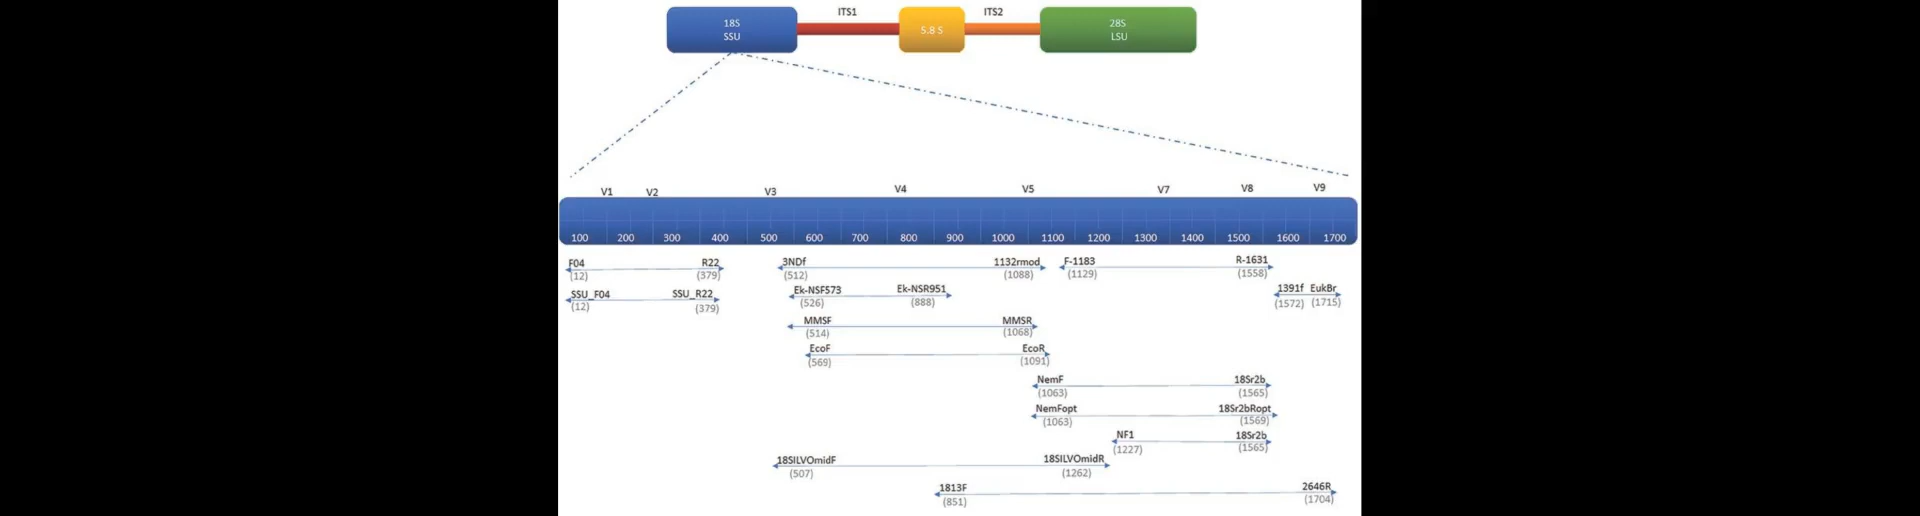 ITS1 ITS2
18S 5.8 S 28S
SSU LSU
V1 V2 V3 V4 V5 V7 V8 V9
100 200 300 400 500 600 700 800 900 1000 1100 1200 1300 1400 1500 1600 1700
F04 R22 3NDf 1132rmod F-1183 R-1631
(12) (379) (512) (1088) (1129) (1558)
SSU_F04 SSU_R22 Ek-NSF573 Ek-NSR951 1391f EukBr
(12) (379) (526) (888) (1572) (1715)
MMSF MMSR
(514) (1068)
EcoF EcoR
(569) (1091)
NemF 18Sr2b
(1063) (1565)
NemFopt 18Sr2bRopt
(1063) (1569)
NF1 18Sr2b
(1227) (1565)
18SILVOmidF 18SILVOmidR
(507) (1262)
1813F 2646R
(851) (1704)